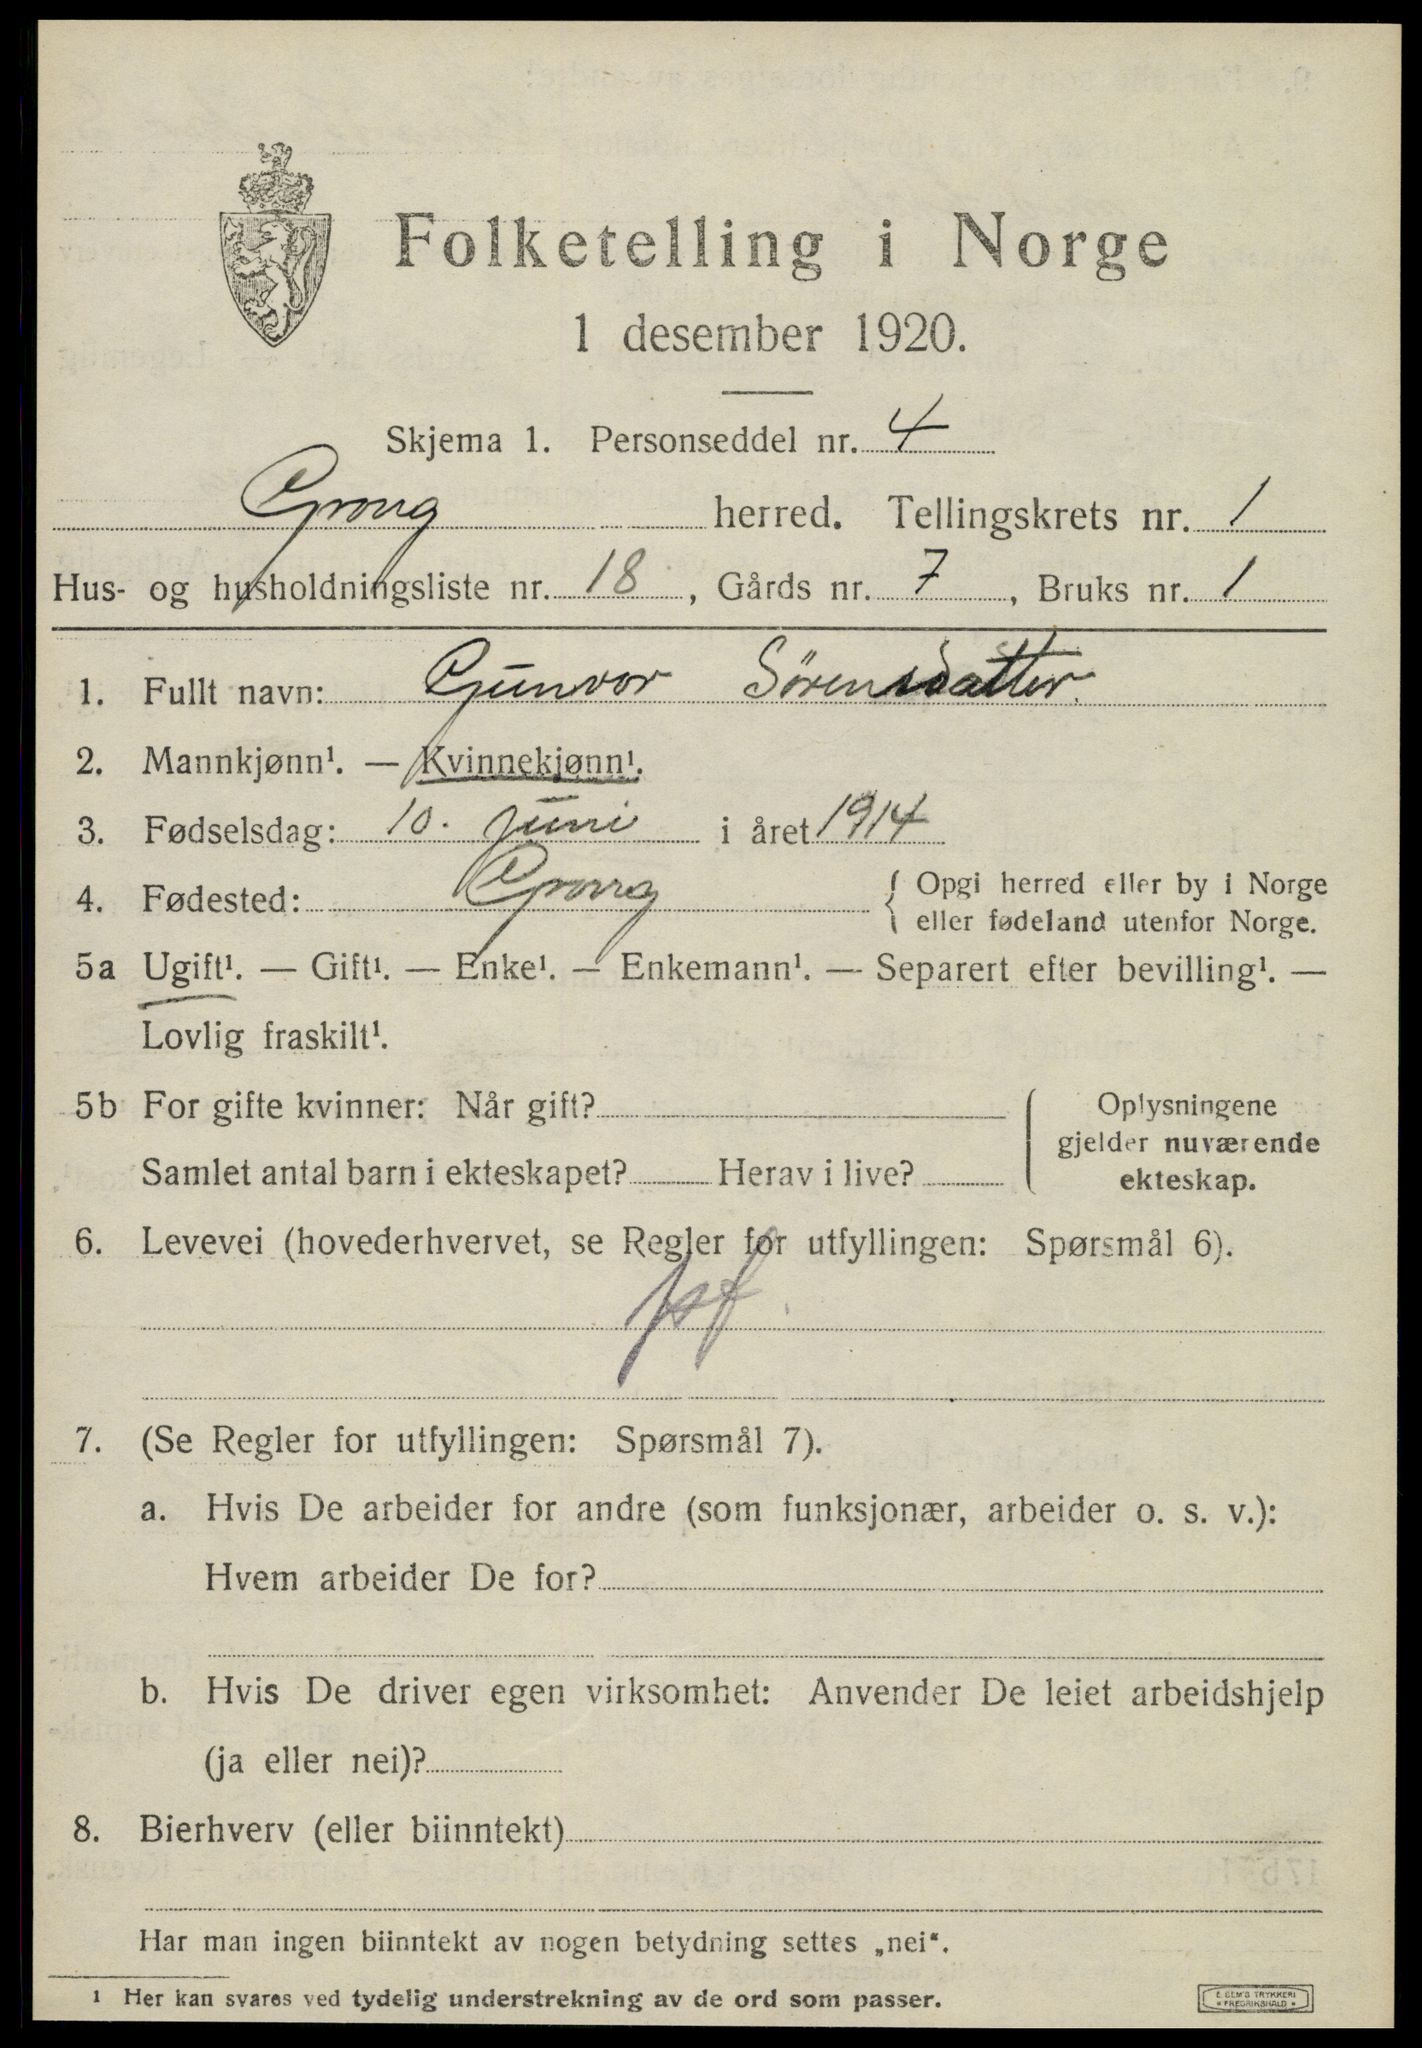 Folketelling i Norge
1 desember 1920.
Skjema 1. Personseddel nr. 4
Grong herred. Tellingskrets nr. 1
Hus- og husholdningsliste nr. 18, Gårds nr. 7, Bruks nr. 1
1. Fullt navn: Gunvor Sörensdatter.
2. Mannkjønn¹. — Kvinnekjønn¹.
3. Fødselsdag: 10. juni i året 1914
4. Fødested: Grong { Opgi herred eller by i Norge
eller fødeland utenfor Norge.
5a Ugift¹. — Gift¹. — Enke¹. — Enkemann¹. — Separert efter bevilling¹. —
Lovlig fraskilt¹.
5b For gifte kvinner: Når gift? Oplysningene
gjelder nuværende
Samlet antal barn i ekteskapet? Herav i live? ekteskap.
6. Levevei (hovederhvervet, se Regler for utfyllingen: Spørsmål 6).
7. (Se Regler for utfyllingen: Spørsmål 7).
a. Hvis De arbeider for andre (som funksjonær, arbeider o. s. v.):
Hvem arbeider De for?
b. Hvis De driver egen virksomhet: Anvender De leiet arbeidshjelp
(ja eller nei)?
8. Bierhverv (eller biinntekt)
Har man ingen biinntekt av nogen betydning settes „nei".
¹ Her kan svares ved tydelig understrekning av de ord som passer.
E. SEM'S TRYKKERI
FREDRIKSHALD